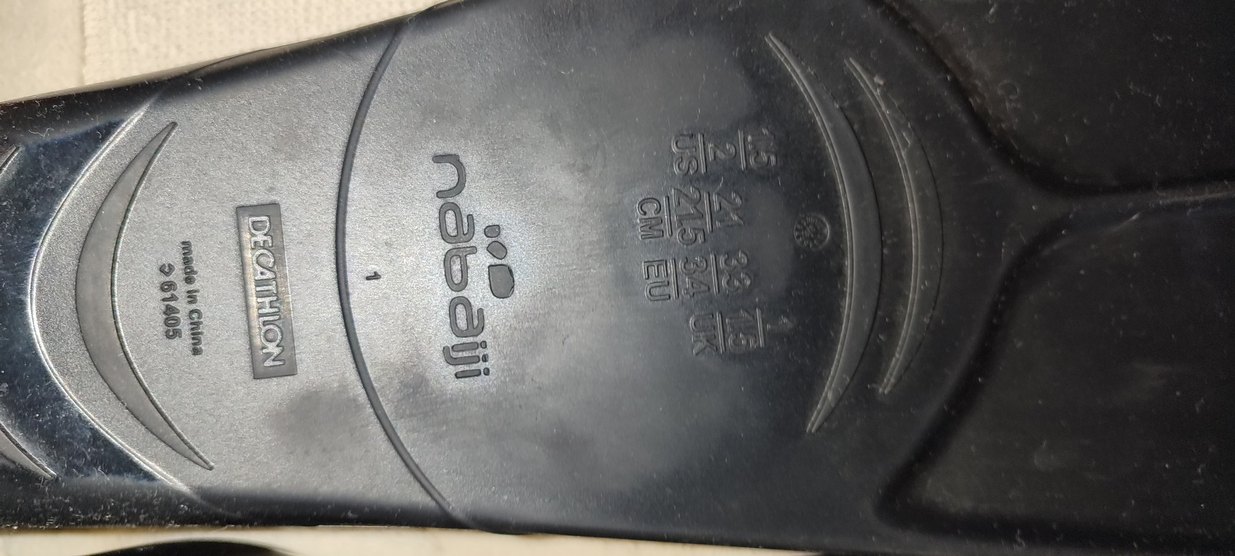 1.5 21 33 1
2 21.5 34 1.5
US CM EU UK
nabaiji
1
DECATHLON
made in China
61405